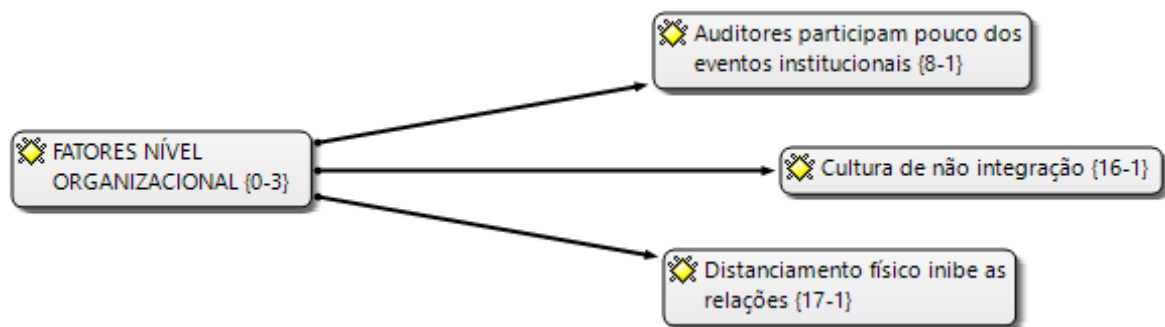 Auditores participam pouco dos
eventos institucionais {8-1}
FATORES NÍVEL
ORGANIZACIONAL {0-3}
Cultura de não integração {16-1}
Distanciamento físico inibe as
relações {17-1}